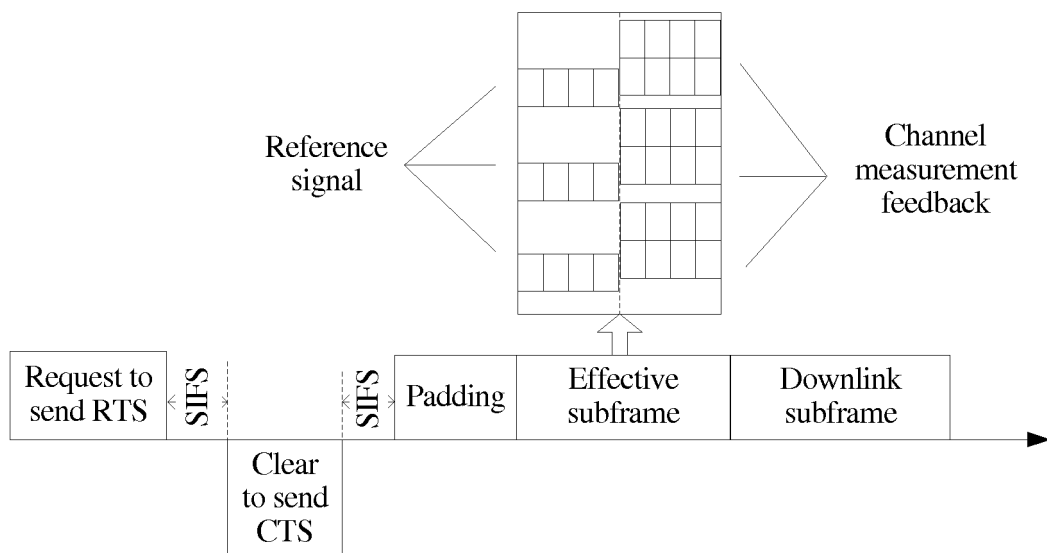 Reference
signal
Channel
measurement
feedback
Request to
send RTS
SIFS
Clear
to send
CTS
SIFS
Padding
Effective
subframe
Downlink
subframe